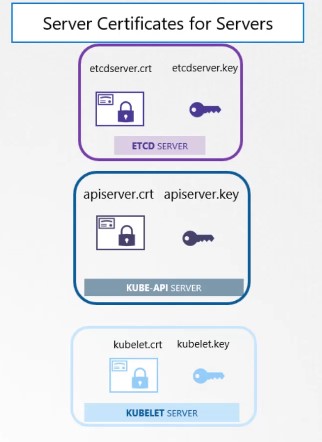 Server Certificates for Servers
etcdserver.crt etcdserver.key
ETCD SERVER
apiserver.crt apiserver.key
KUBE-API SERVER
kubelet.crt kubelet.key
KUBELET SERVER